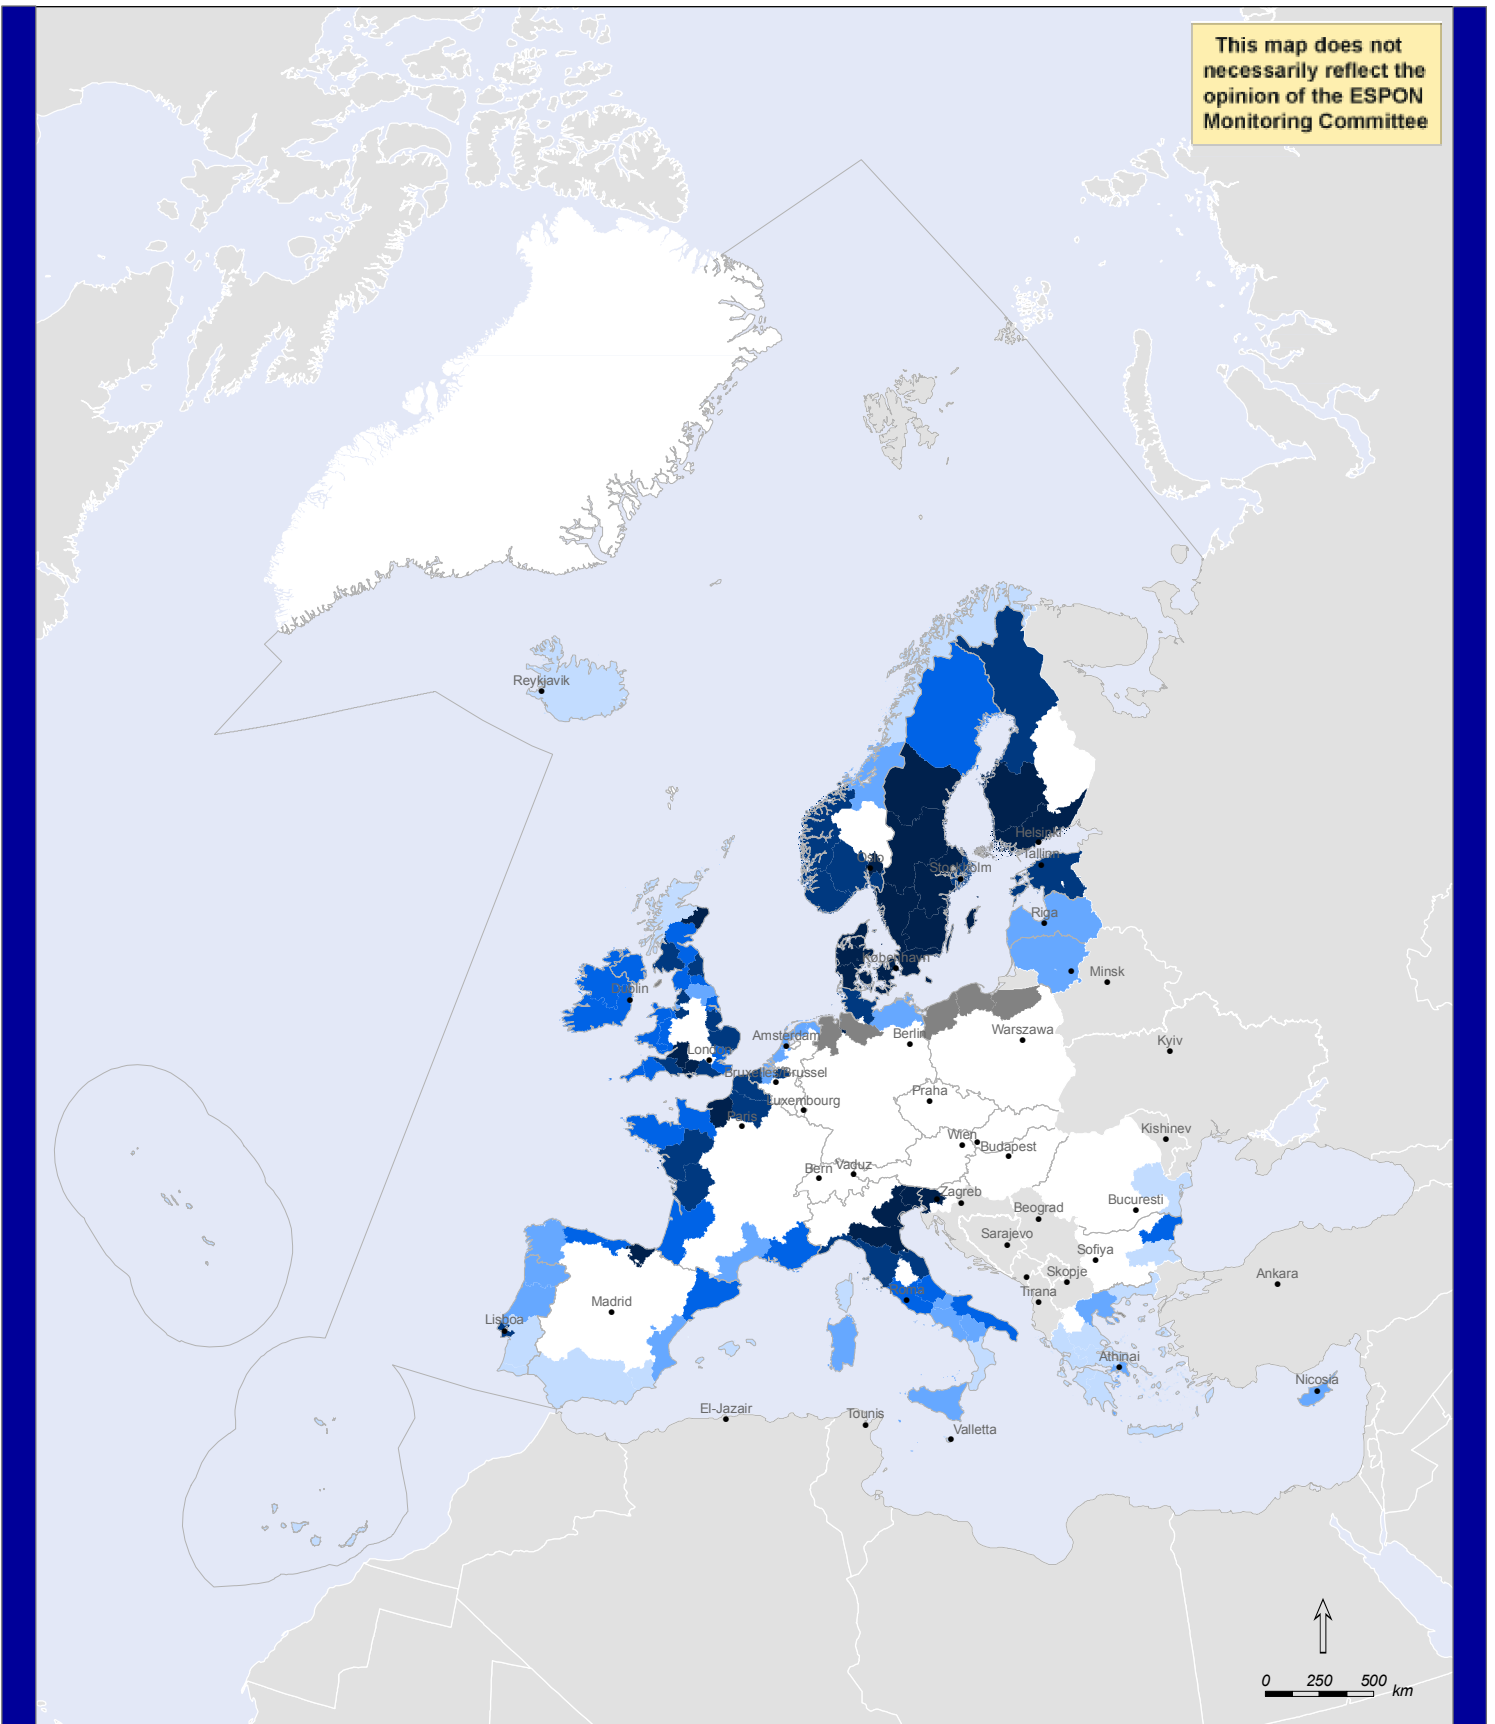 This map does not
necessarily reflect the
opinion of the ESPON
Monitoring Committee
Reykjavik
Helsinki
Tallinn
Oslo
Stockholm
Riga
København
Minsk
Dublin
Warszawa
Amsterdam
Berlin
Kyiv
London
Bruxelles/Brussel
Praha
Luxembourg
Paris
Kishinev
Wien
Budapest
Bern
Vaduz
Zagreb
Bucuresti
Beograd
Sarajevo
Sofiya
Skopje
Ankara
Roma
Tirana
Madrid
Lisboa
Athinai
Nicosia
El-Jazair
Tounis
Valletta
0 250 500
km